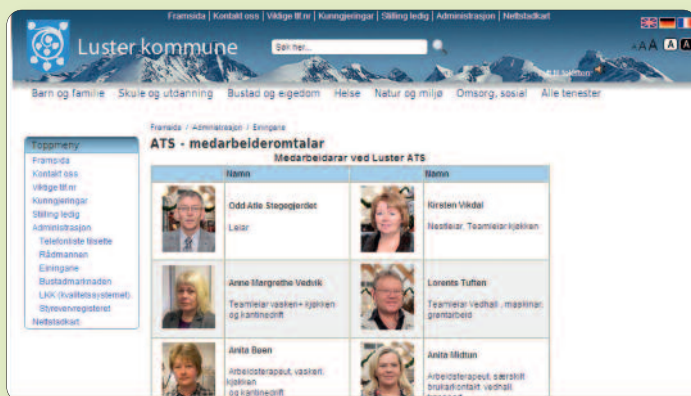 Framsida | Kontakt oss | Viktige tlf.nr | Kunngjeringar | Stilling ledig | Administrasjon | Nettstadkart
Luster kommune
Søk her...
AAA A A
til toktform
Barn og familie Skule og utdanning Bustad og eigedom Helse Natur og miljø Omsorg, sosial Alle tenester
Framsida / Administrasjon / Einingane
Toppmeny
Framsida
Kontakt oss
Viktige tlf.nr
Kunngjeringar
Stilling ledig
Administrasjon
Telefonliste tilsette
Rådmannen
Einingane
Bustadmarknaden
LKK (kvalitetssystemet)
Styrevervregisteret
Nettstadkart
ATS - medarbeideromtalar
Medarbeidarar ved Luster ATS
Namn Namn
Odd Atle Stegegjerdet
Leiar
Kirsten Vikdal
Nestleiar, Teamleiar kjøkken
Anne Margrethe Vedvik
Teamleiar vasken+ kjøkken
og kantinedrift
Lorents Tuften
Teamleiar Vedhall , maskinar,
grøntarbeid
Anita Bøen
Arbeidsterapeut, vaskeri,
kjøkken
og kantinedrift
Anita Midtun
Arbeidsterapeut, særskilt
brukarkontakt, vedhall,